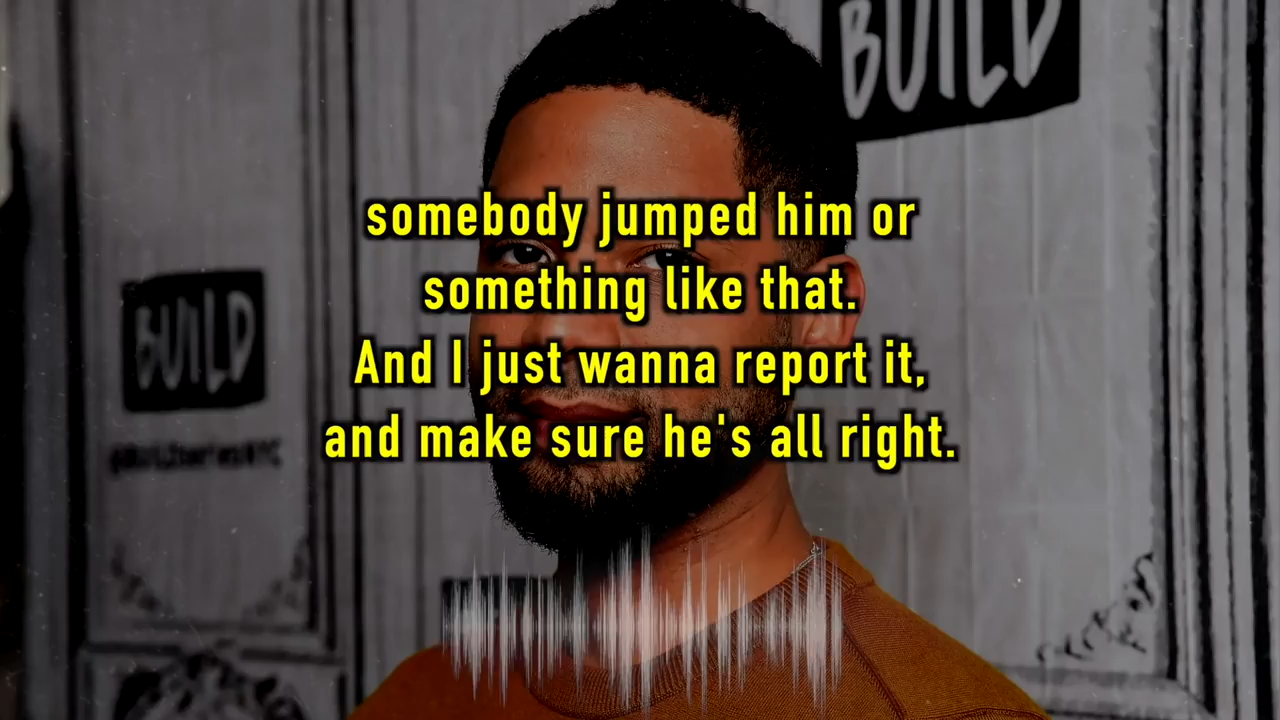 BUILD
somebody jumped him or
something like that.
BUILD
And I just wanna report it,
and make sure he's all right.